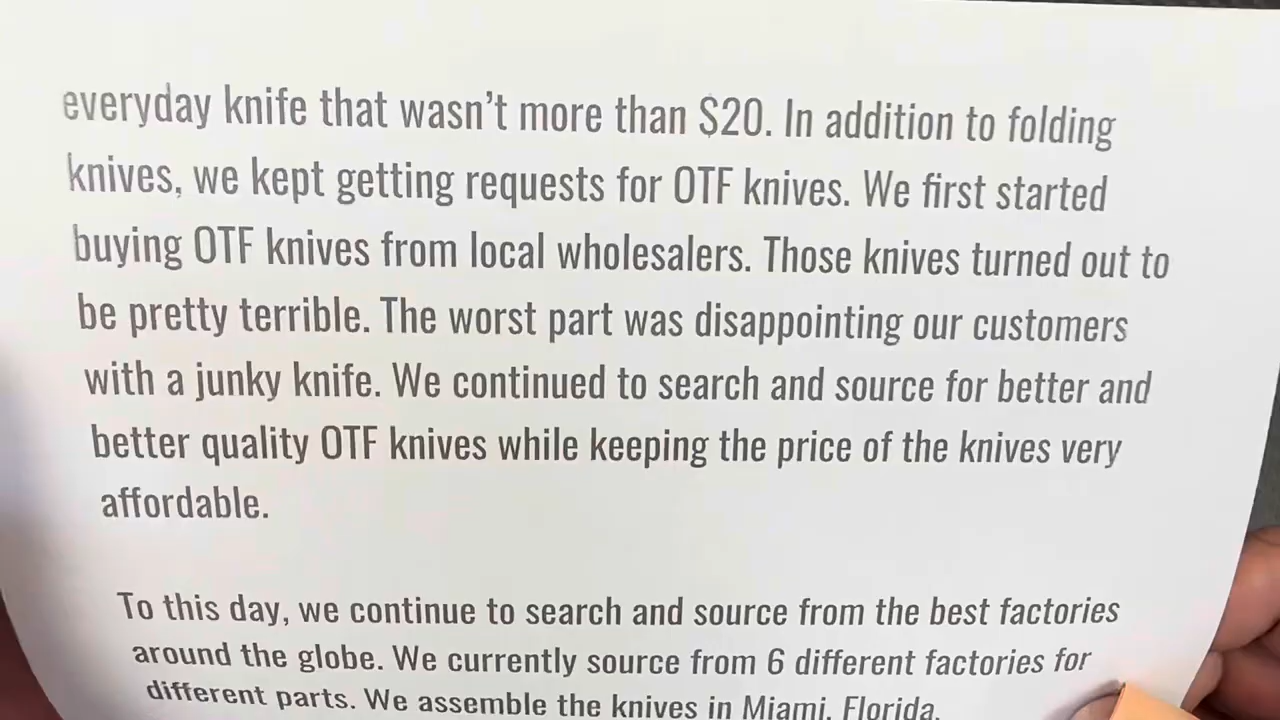 everyday knife that wasn’t more than $20. In addition to folding
knives, we kept getting requests for OTF knives. We first started
buying OTF knives from local wholesalers. Those knives turned out to
be pretty terrible. The worst part was disappointing our customers
with a junky knife. We continued to search and source for better and
better quality OTF knives while keeping the price of the knives very
affordable.
To this day, we continue to search and source from the best factories
around the globe. We currently source from 6 different factories for
different parts. We assemble the knives in Miami, Florida.